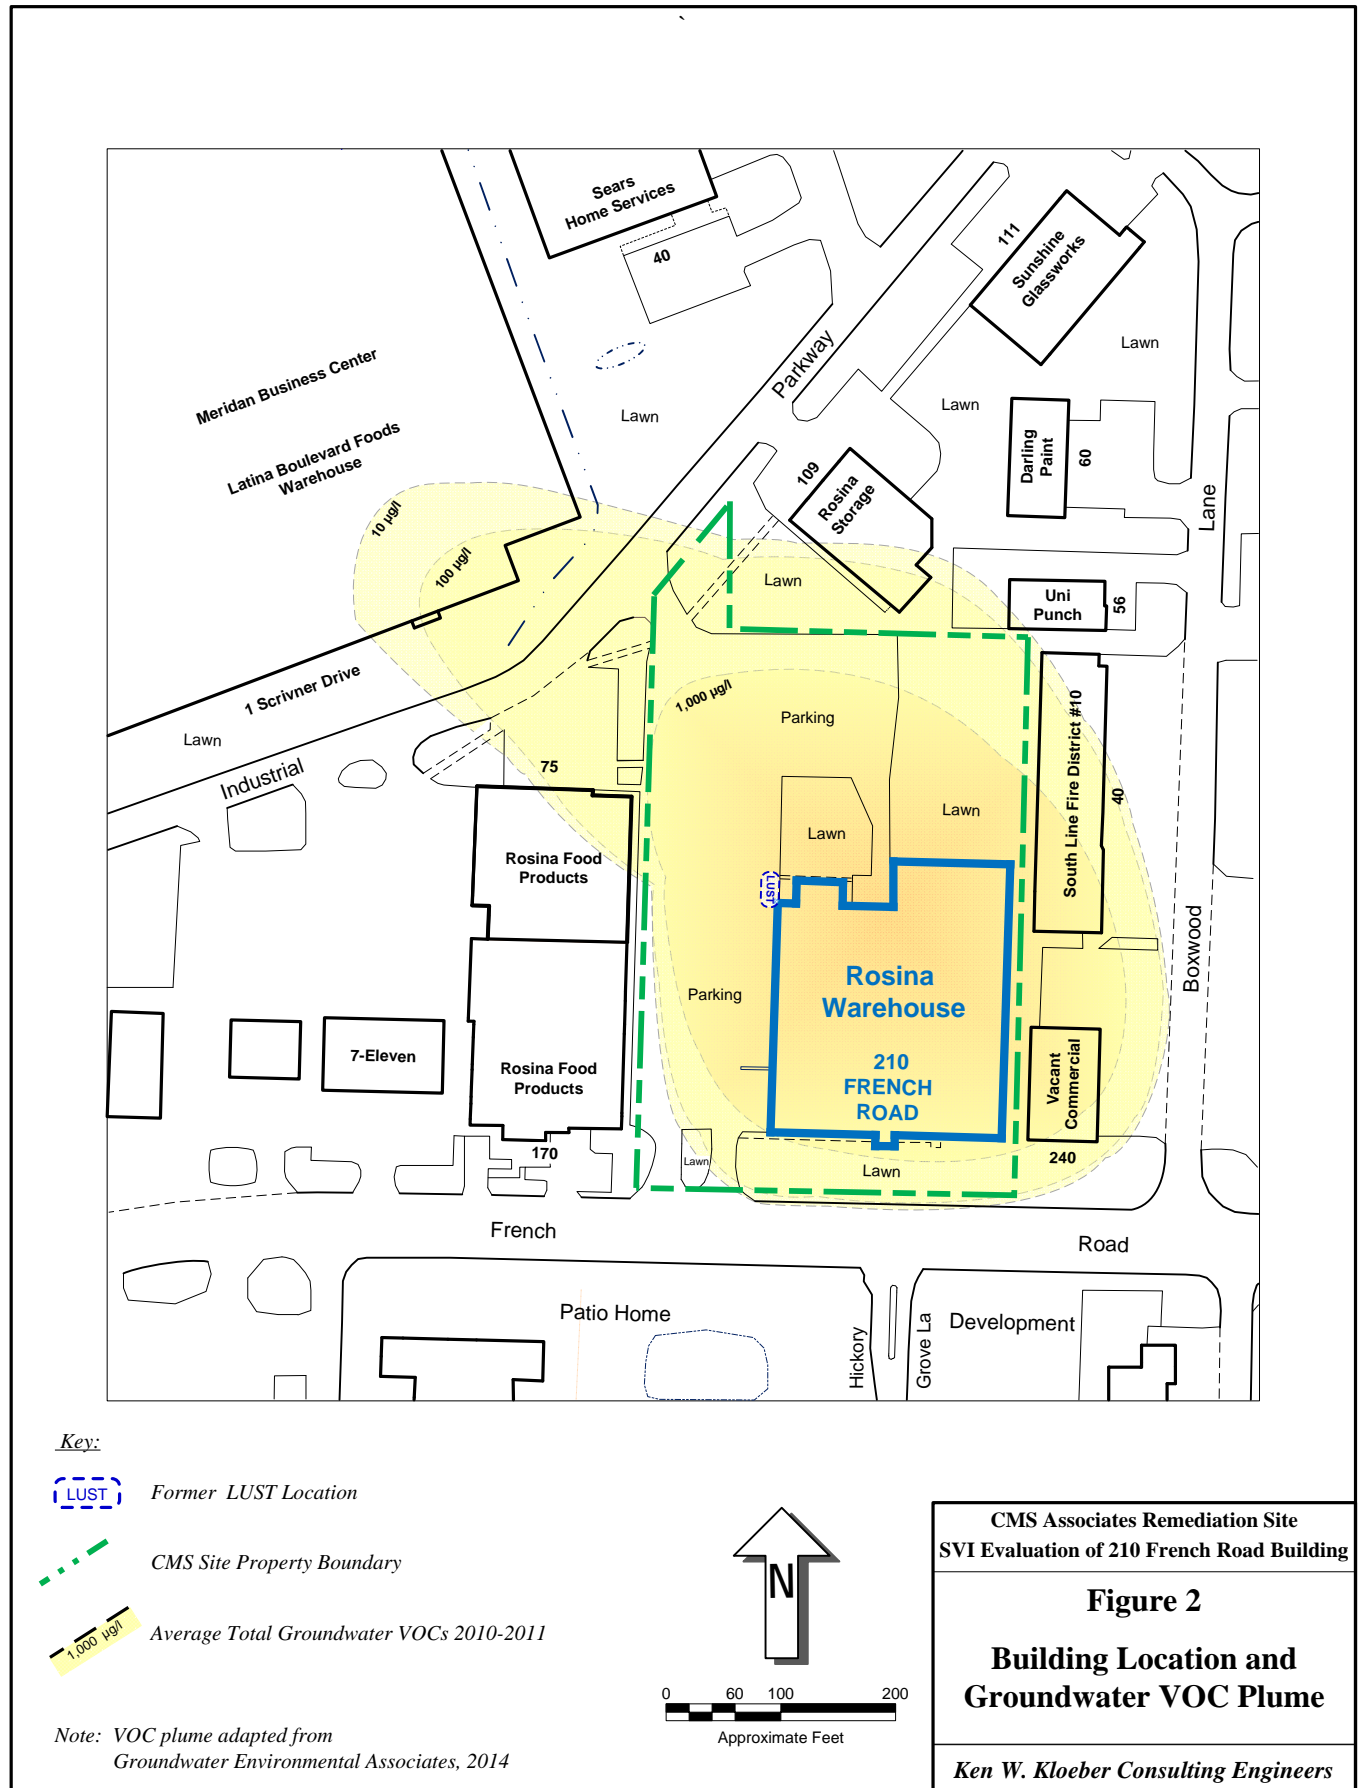 `
Sears
Home Services
40
111
Sunshine
Glassworks
Lawn
Parkway
Meridan Business Center
Lawn
Lawn
Latina Boulevard Foods
Warehouse
Darling
Paint
60
109
Rosina
Storage
Lane
10 µg/l
100 µg/l
Lawn
Uni
Punch
56
1 Scrivner Drive
1,000 µg/l
Parking
South Line Fire District #10
40
Lawn
Industrial
75
Lawn
Lawn
Rosina Food
Products
LUST
Boxwood
Rosina
Warehouse
Parking
7-Eleven
Rosina Food
Products
210
FRENCH
ROAD
Vacant
Commercial
170
Lawn
Lawn
240
French
Road
Patio Home
Hickory
Grove La
Development
Key:
LUST
Former LUST Location
CMS Site Property Boundary
1,000 µg/l
Average Total Groundwater VOCs 2010-2011
Note: VOC plume adapted from
Groundwater Environmental Associates, 2014
N
0 60 100 200
Approximate Feet
CMS Associates Remediation Site
SVI Evaluation of 210 French Road Building
Figure 2
Building Location and
Groundwater VOC Plume
Ken W. Kloeber Consulting Engineers